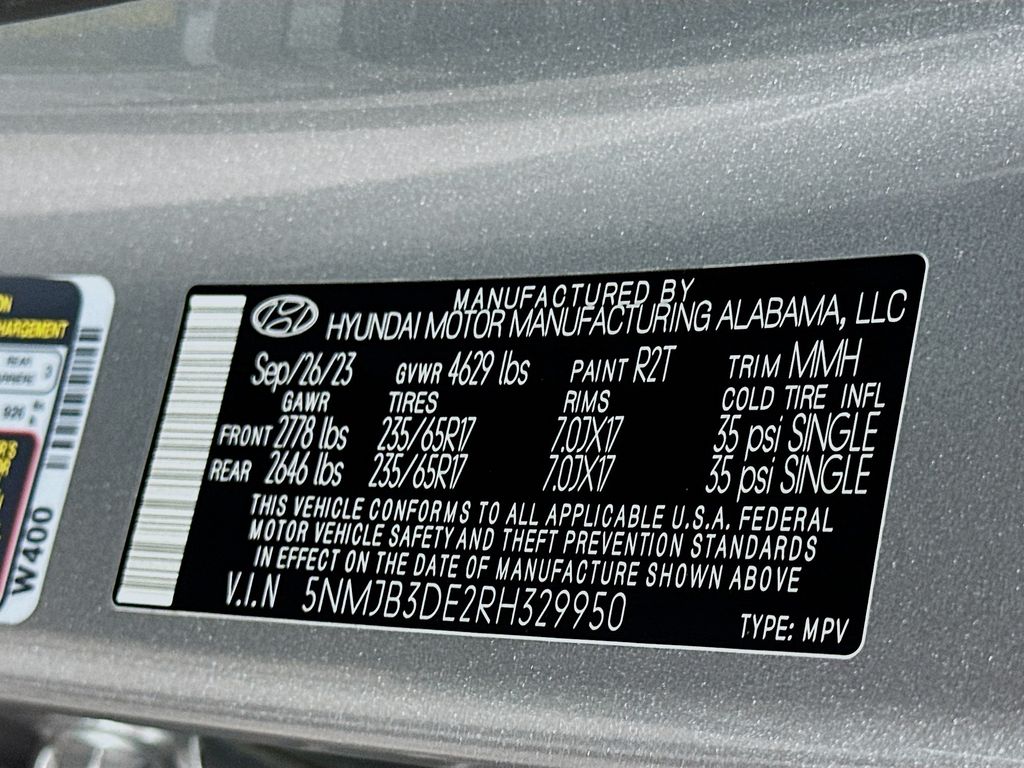 MANUFACTURED BY
HYUNDAI MOTOR MANUFACTURING ALABAMA, LLC
Sep/26/23 GVWR 4629 lbs PAINT R2T TRIM MMH
GAWR TIRES RIMS COLD TIRE INFL
FRONT 2778 lbs 235/65R17 7.0JX17 35 psi SINGLE
REAR 2646 lbs 235/65R17 7.0JX17 35 psi SINGLE
THIS VEHICLE CONFORMS TO ALL APPLICABLE U.S.A. FEDERAL
MOTOR VEHICLE SAFETY AND THEFT PREVENTION STANDARDS
IN EFFECT ON THE DATE OF MANUFACTURE SHOWN ABOVE
V.I.N 5NMJB3DE2RH329950
TYPE: MPV
REAR
3
926
W400